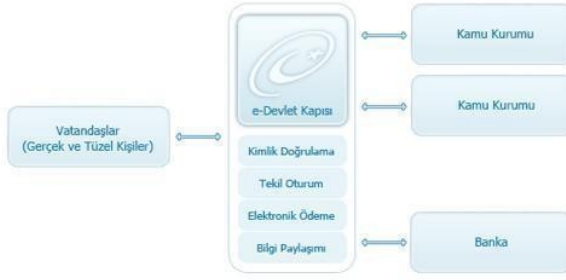 Vatandaşlar
(Gerçek ve Tüzel Kişiler)
e-Devlet Kapısı
Kimlik Doğrulama
Tekil Oturum
Elektronik Ödeme
Bilgi Paylaşımı
Kamu Kurumu
Kamu Kurumu
Banka